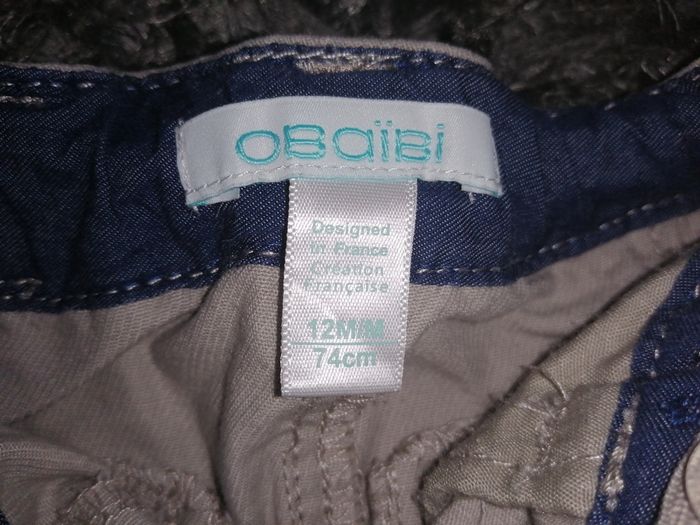 OBaïBi
Designed
in France
Création
Française
12M/M
74cm